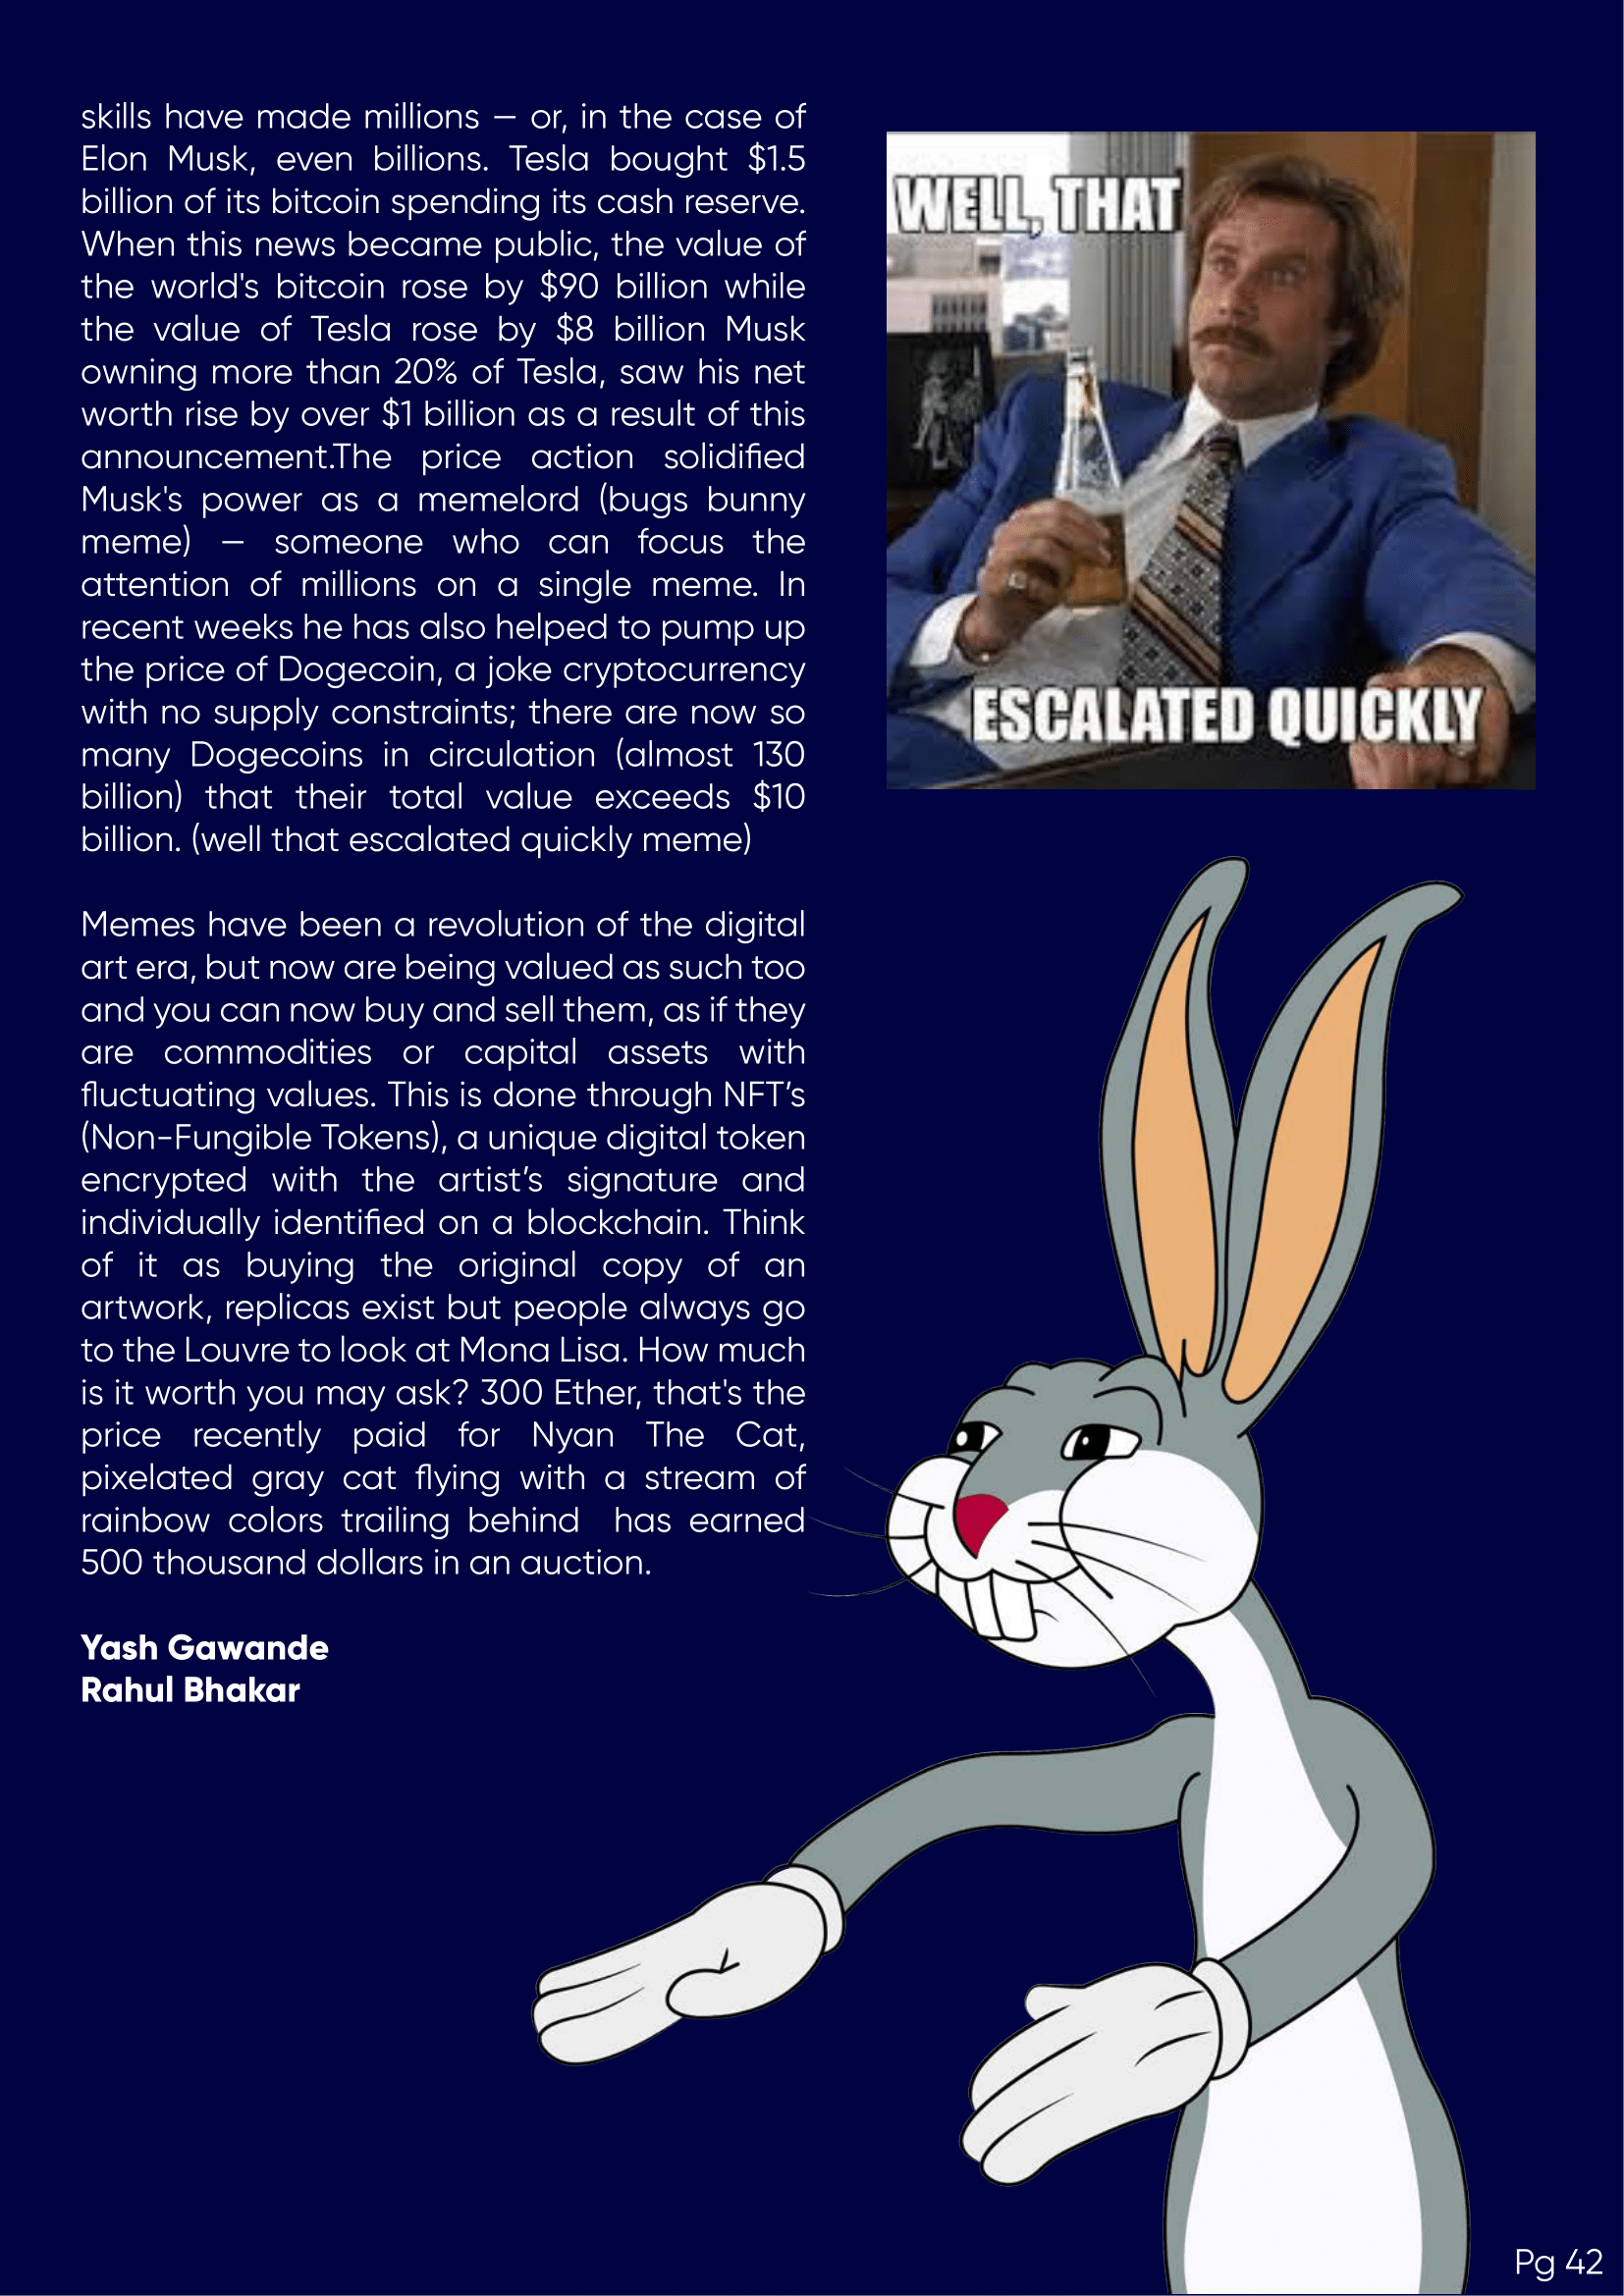 skills have made millions – or, in the case of
Elon Musk, even billions. Tesla bought $1.5
billion of its bitcoin spending its cash reserve.
When this news became public, the value of
the world's bitcoin rose by $90 billion while
the value of Tesla rose by $8 billion Musk
owning more than 20% of Tesla, saw his net
worth rise by over $1 billion as a result of this
announcement.The price action solidified
Musk's power as a memelord (bugs bunny
meme) – someone who can focus the
attention of millions on a single meme. In
recent weeks he has also helped to pump up
the price of Dogecoin, a joke cryptocurrency
with no supply constraints; there are now so
many Dogecoins in circulation (almost 130
billion) that their total value exceeds $10
billion. (well that escalated quickly meme)
Memes have been a revolution of the digital
art era, but now are being valued as such too
and you can now buy and sell them, as if they
are commodities or capital assets with
fluctuating values. This is done through NFT’s
(Non-Fungible Tokens), a unique digital token
encrypted with the artist’s signature and
individually identified on a blockchain. Think
of it as buying the original copy of an
artwork, replicas exist but people always go
to the Louvre to look at Mona Lisa. How much
is it worth you may ask? 300 Ether, that's the
price recently paid for Nyan The Cat,
pixelated gray cat flying with a stream of
rainbow colors trailing behind has earned
500 thousand dollars in an auction.
Yash Gawande
Rahul Bhakar
WELL, THAT
ESCALATED QUICKLY
Pg 42